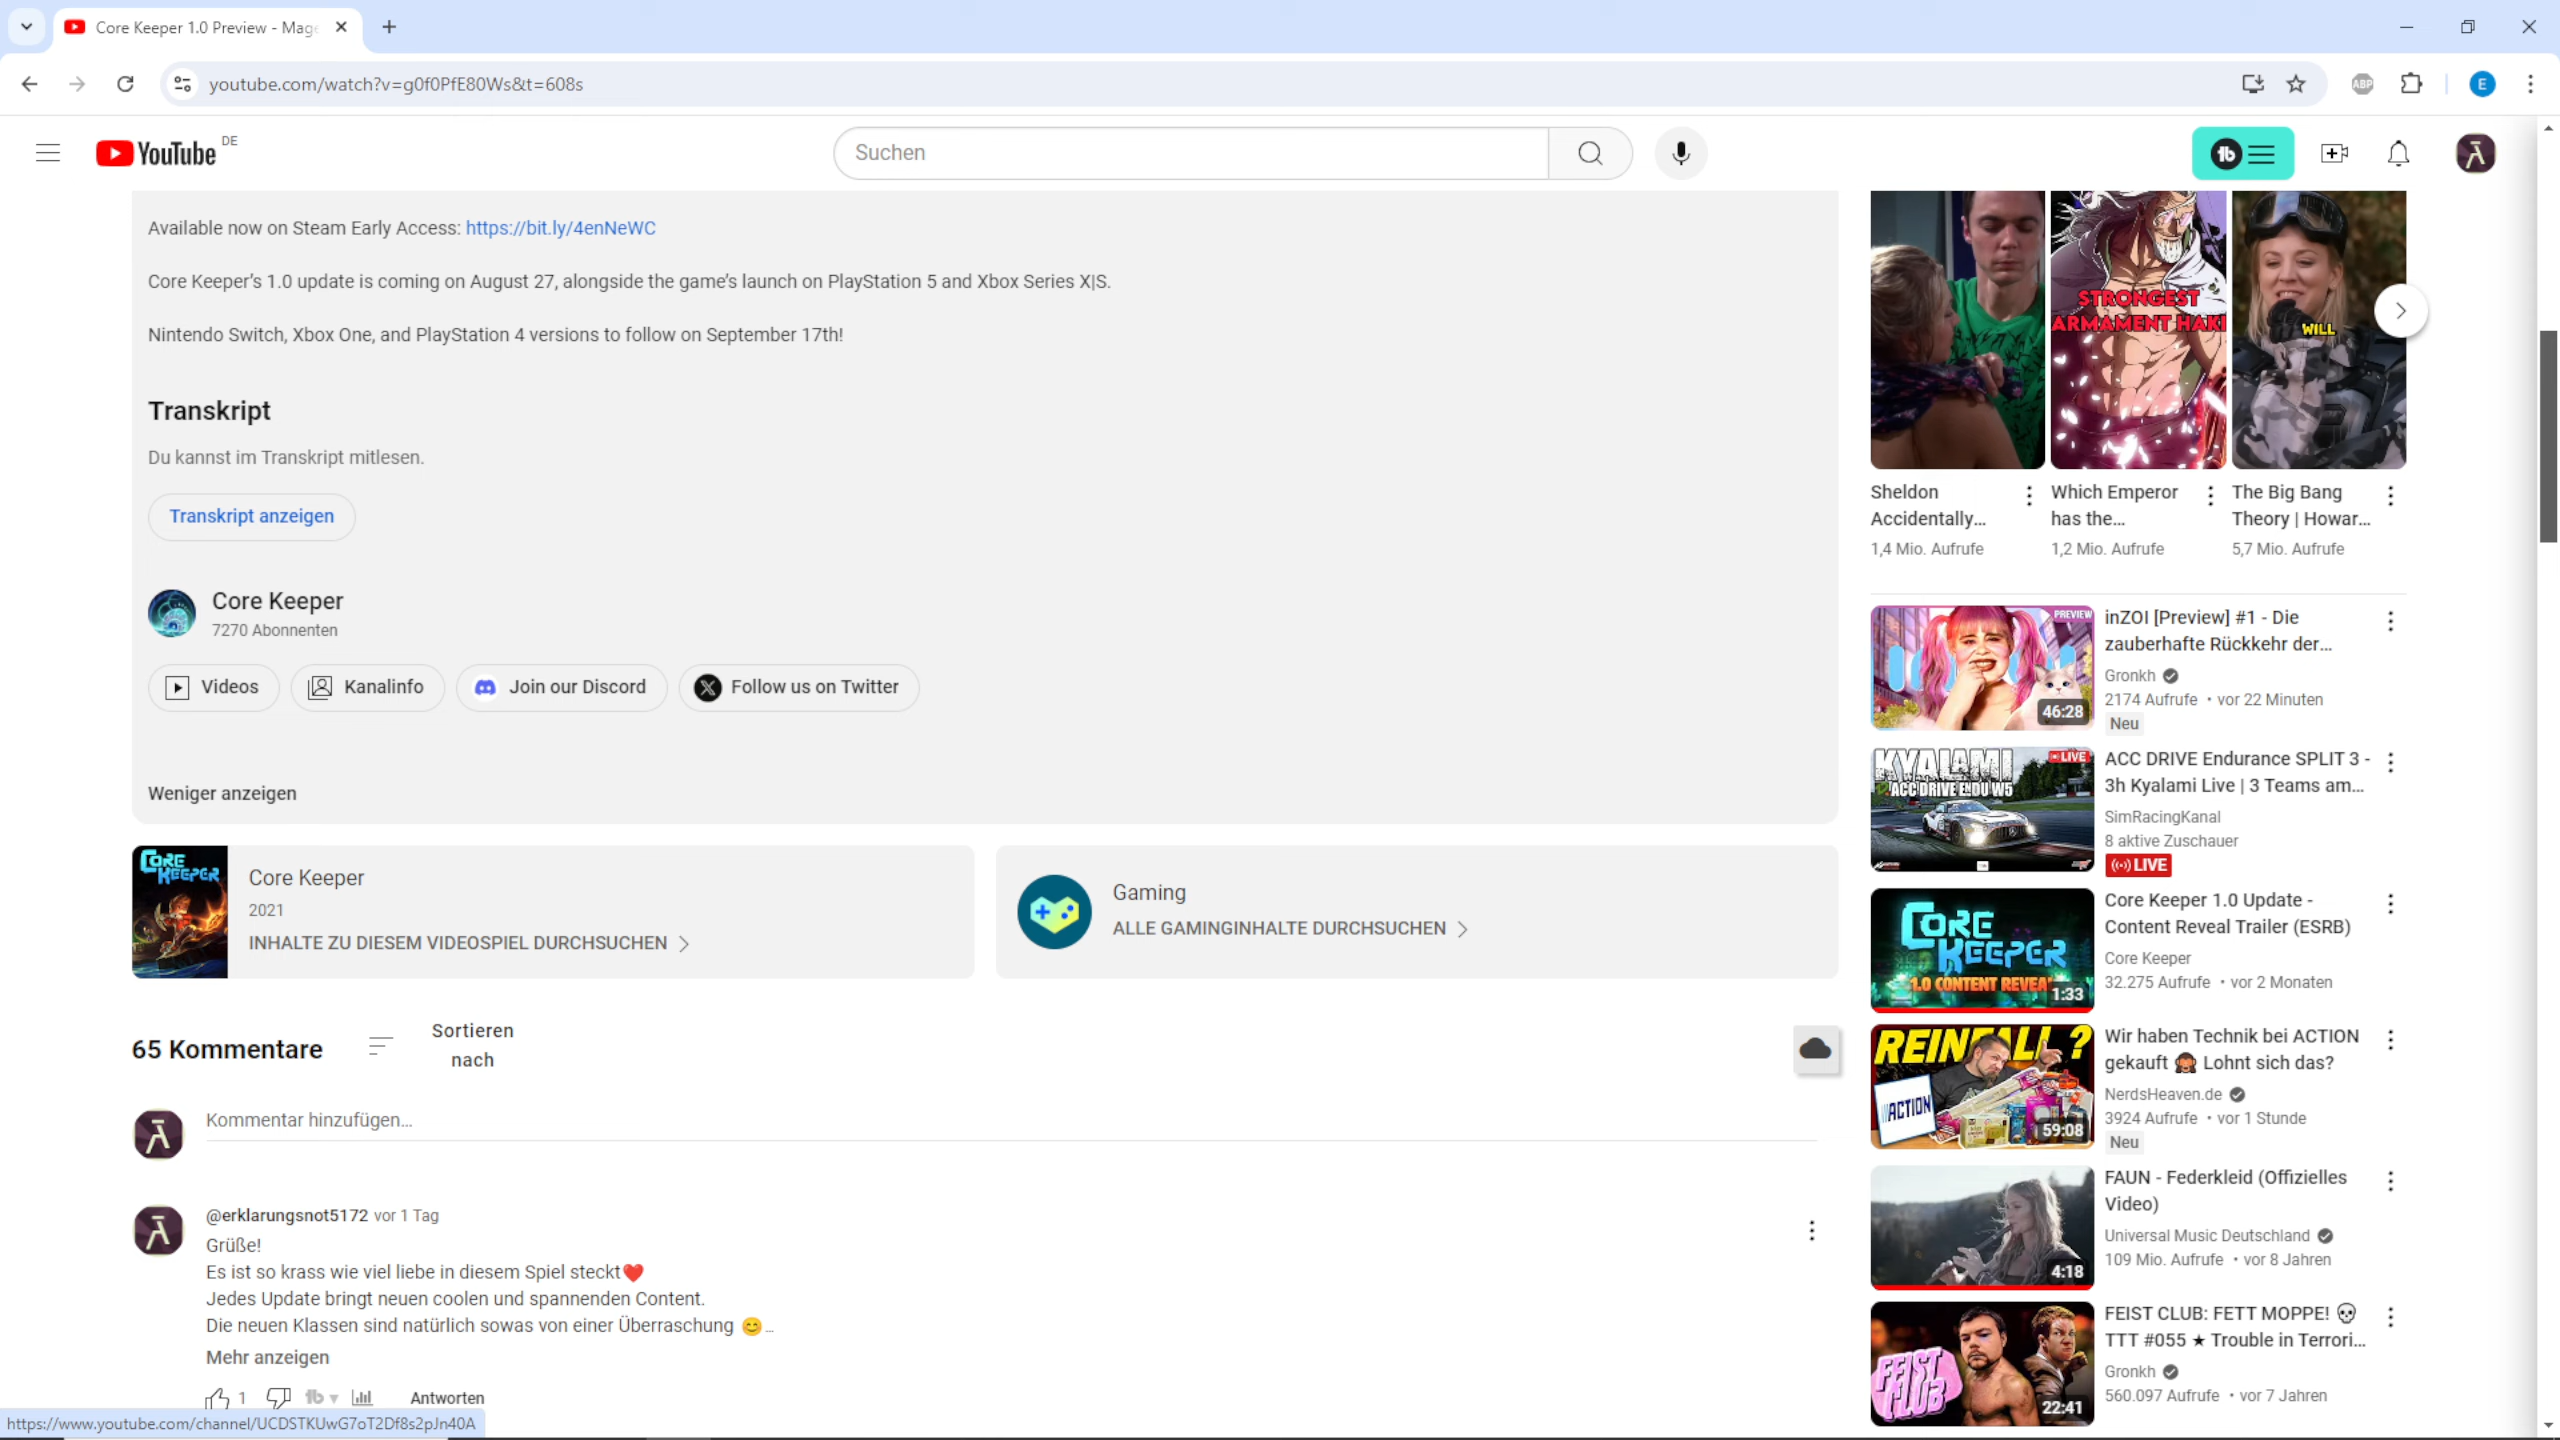 Core Keeper 1.0 Preview - Mage
youtube.com/watch?v=g0f0PfE80Ws&t=608s
ABP
E
YouTube DE
Suchen
Available now on Steam Early Access: https://bit.ly/4enNeWC
Core Keeper's 1.0 update is coming on August 27, alongside the game's launch on PlayStation 5 and Xbox Series X|S.
Nintendo Switch, Xbox One, and PlayStation 4 versions to follow on September 17th!
Transkript
Du kannst im Transkript mitlesen.
Transkript anzeigen
Core Keeper
7270 Abonnenten
Videos
Kanalinfo
Join our Discord
Follow us on Twitter
Weniger anzeigen
CORE KEEPER
Core Keeper
2021
INHALTE ZU DIESEM VIDEOSPIEL DURCHSUCHEN
Gaming
ALLE GAMINGINHALTE DURCHSUCHEN
65 Kommentare
Sortieren
nach
Kommentar hinzufügen...
@erklarungsnot5172 vor 1 Tag
Grüße!
Es ist so krass wie viel liebe in diesem Spiel steckt❤️
Jedes Update bringt neuen coolen und spannenden Content.
Die neuen Klassen sind natürlich sowas von einer Überraschung 😊...
Mehr anzeigen
1
Antworten
https://www.youtube.com/channel/UCDSTKUwG7oT2Df8s2pJn40A
STRONGEST
ARMAMENT HAKI
WILL
Sheldon
Accidentally...
1,4 Mio. Aufrufe
Which Emperor
has the...
1,2 Mio. Aufrufe
The Big Bang
Theory | Howar...
5,7 Mio. Aufrufe
PREVIEW
46:28
inZOI [Preview] #1 - Die
zauberhafte Rückkehr der...
Gronkh
2174 Aufrufe • vor 22 Minuten
Neu
KYALAMI
LIVE
ACC DRIVE ENDU W5
ACC DRIVE Endurance SPLIT 3 -
3h Kyalami Live | 3 Teams am...
SimRacingKanal
8 aktive Zuschauer
LIVE
CORE KEEPER
1.0 CONTENT REVEA
1:33
Core Keeper 1.0 Update -
Content Reveal Trailer (ESRB)
Core Keeper
32.275 Aufrufe • vor 2 Monaten
REINFALL?
ACTION
59:08
Wir haben Technik bei ACTION
gekauft 🙊 Lohnt sich das?
NerdsHeaven.de
3924 Aufrufe • vor 1 Stunde
Neu
4:18
FAUN - Federkleid (Offizielles
Video)
Universal Music Deutschland
109 Mio. Aufrufe • vor 8 Jahren
FEIST CLUB
22:41
FEIST CLUB: FETT MOPPE! 💀
TTT #055 ★ Trouble in Terrori...
Gronkh
560.097 Aufrufe • vor 7 Jahren